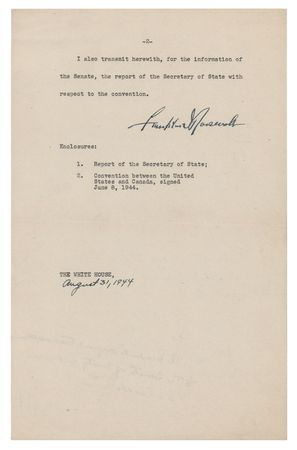 -2-
I also transmit herewith, for the information of
the Senate, the report of the Secretary of State with
respect to the convention.
Franklin D Roosevelt
Enclosures:
1. Report of the Secretary of State;
2. Convention between the United
States and Canada, signed
June 8, 1944.
THE WHITE HOUSE,
August 31, 1944